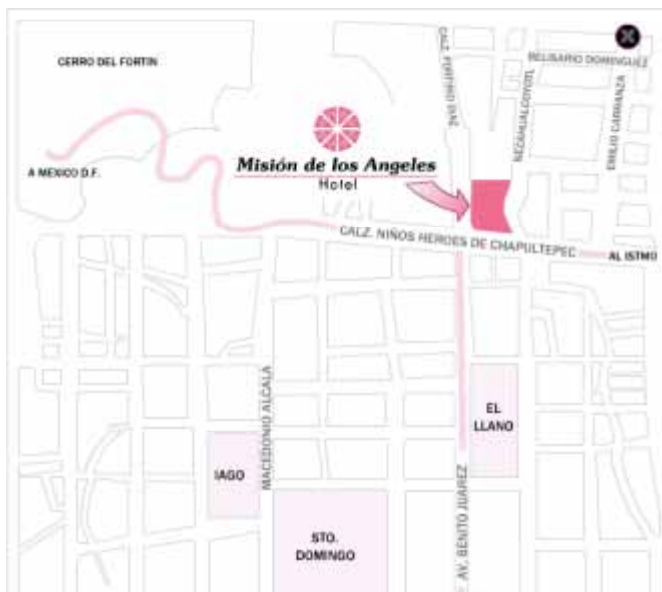 CERRO DEL FORTIN
CALZ. PORFIRIO DIAZ
BELISARIO DOMINGUEZ
NEZAHUALCOYOTL
EMILIO CARRANZA
Misión de los Angeles
Hotel
A MEXICO D.F.
CALZ. NIÑOS HEROES DE CHAPULTEPEC
AL ISTMO
MACEDONIO ALCALA
EL
LLANO
IAGO
AV. BENITO JUAREZ
STO.
DOMINGO